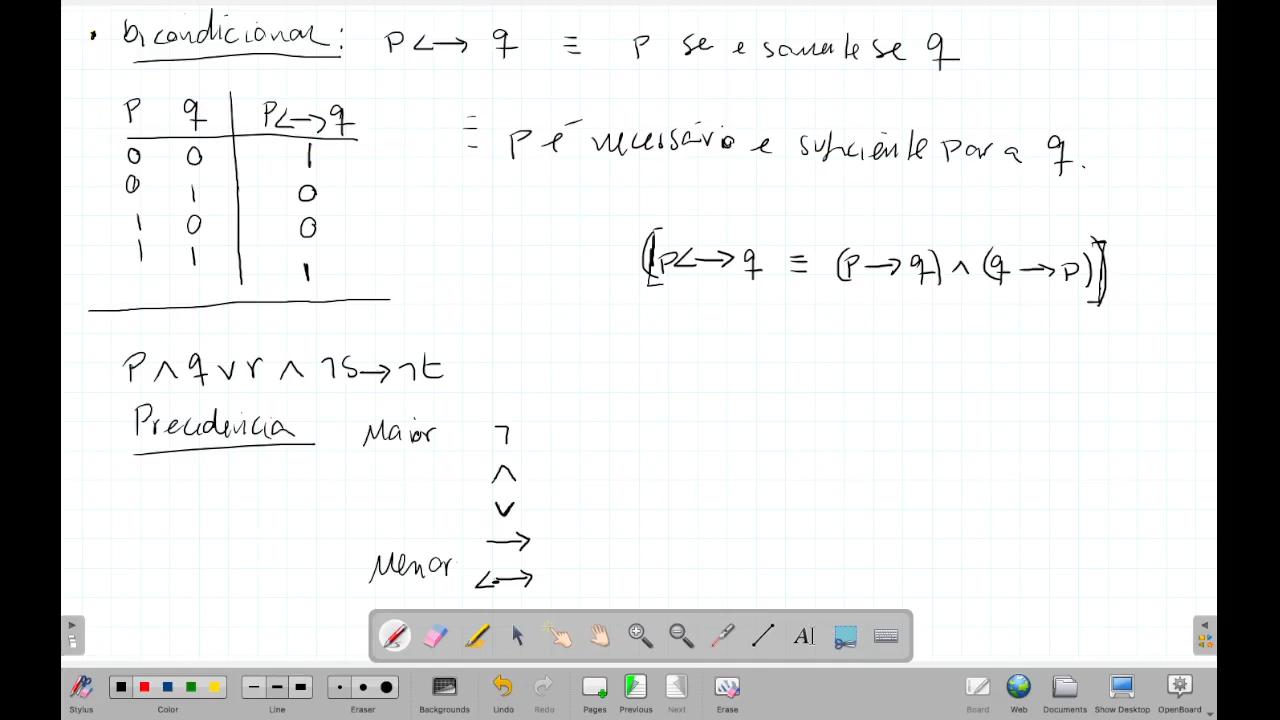 • bicondicional: P <-> q ≡ P se e somente se q
≡ P é necessário e suficiente para q.
P q | P<->q
0 0 | 1
0 1 | 0
1 0 | 0
1 1 | 1
([P<->q ≡ (P -> q) ∧ (q -> P)])
P ∧ q ∨ r ∧ ¬s -> ¬t
Precedência Maior ¬
∧
∨
->
Menor <->
AI
Stylus Color Line Eraser Backgrounds Undo Redo Pages Previous Next Erase Board Web Documents Show Desktop OpenBoard